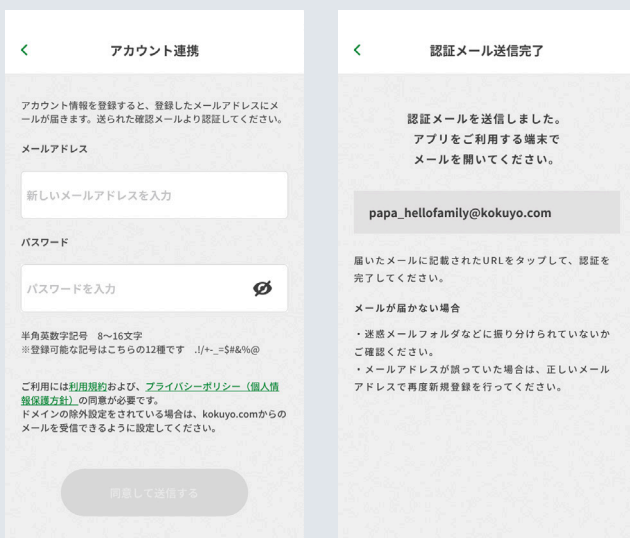 アカウント連携
アカウント情報を登録すると、登録したメールアドレスにメ
ールが届きます。送られた確認メールより認証してください。
メールアドレス
新しいメールアドレスを入力
パスワード
パスワードを入力
半角英数字記号 8〜16文字
※登録可能な記号はこちらの12種です .!/+-_=$#&%@
ご利用には利用規約および、プライバシーポリシー（個人情
報保護方針）の同意が必要です。
ドメインの除外設定をされている場合は、kokuyo.comからの
メールを受信できるように設定してください。
同意して送信する
認証メール送信完了
認証メールを送信しました。
アプリをご利用する端末で
メールを開いてください。
papa_hellofamily@kokuyo.com
届いたメールに記載されたURLをタップして、認証を
完了してください。
メールが届かない場合
・迷惑メールフォルダなどに振り分けられていないか
ご確認ください。
・メールアドレスが誤っていた場合は、正しいメール
アドレスで再度新規登録を行ってください。